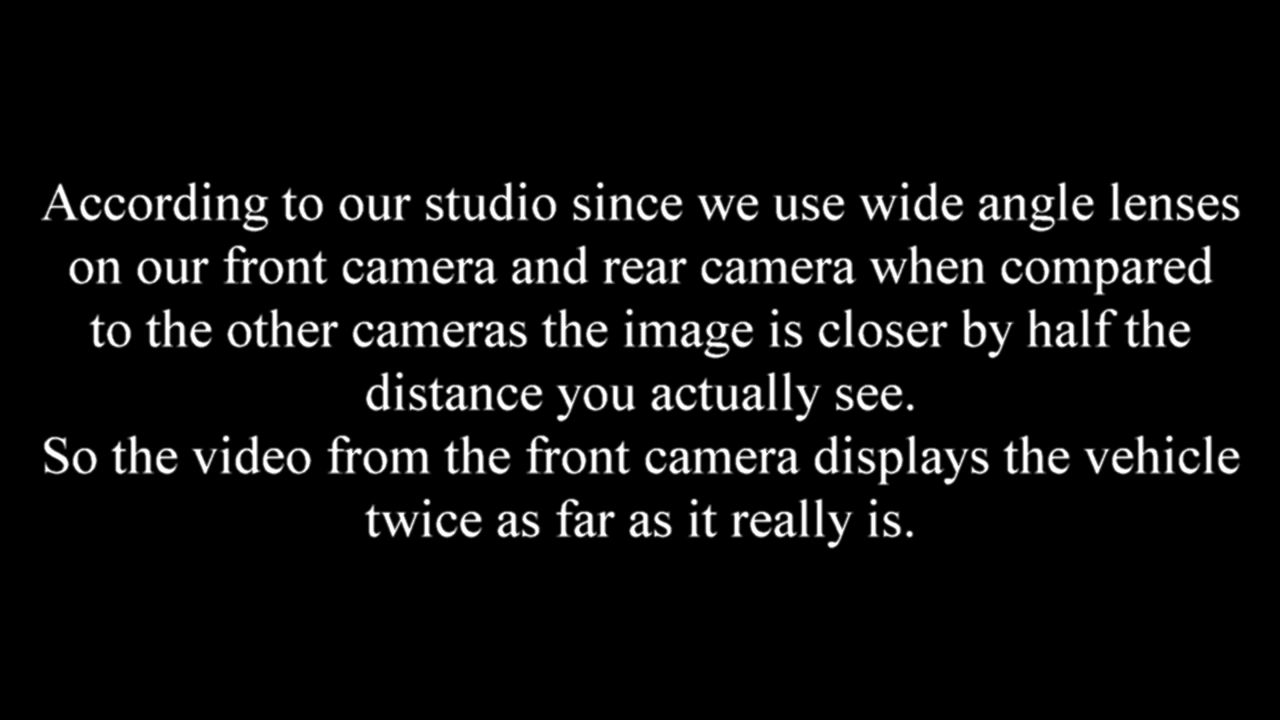 According to our studio since we use wide angle lenses
on our front camera and rear camera when compared
to the other cameras the image is closer by half the
distance you actually see.
So the video from the front camera displays the vehicle
twice as far as it really is.